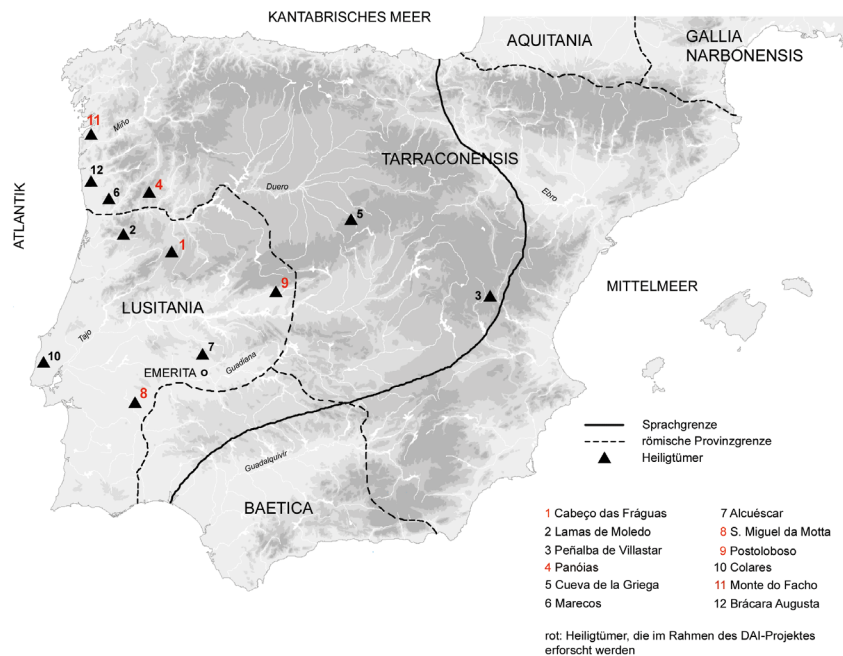 KANTABRISCHES MEER
AQUITANIA
GALLIA
NARBONENSIS
11
Miño
TARRACONENSIS
12
4
6
Duero
Ebro
ATLANTIK
5
2
1
9
3
MITTELMEER
LUSITANIA
Tajo
10
7
Guadiana
EMERITA
8
Guadalquivir
BAETICA
Sprachgrenze
römische Provinzgrenze
Heiligtümer
1 Cabeço das Fráguas
2 Lamas de Moledo
3 Peñalba de Villastar
4 Panóias
5 Cueva de la Griega
6 Marecos
7 Alcuéscar
8 S. Miguel da Motta
9 Postoloboso
10 Colares
11 Monte do Facho
12 Brácara Augusta
rot: Heiligtümer, die im Rahmen des DAI-Projektes
erforscht werden